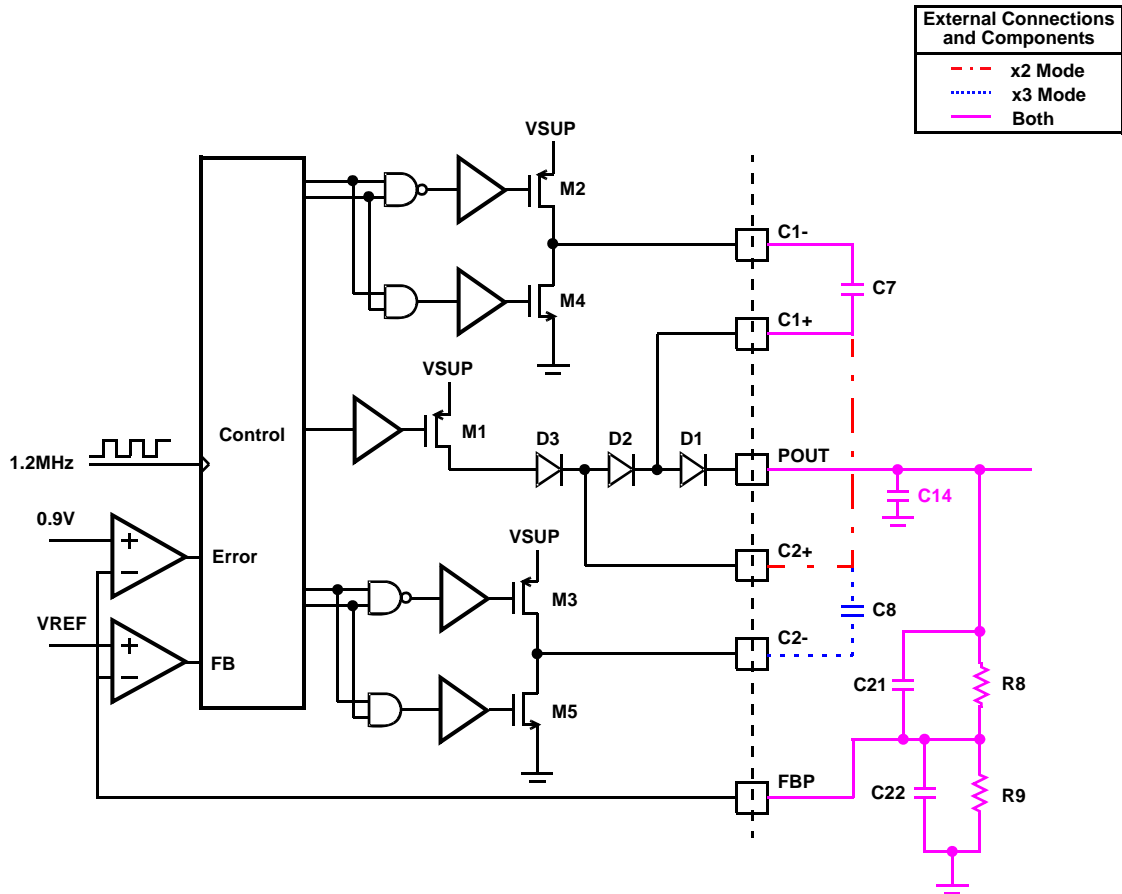 External Connections
and Components
x2 Mode
x3 Mode
Both
VSUP
M2
C1-
C7
M4
C1+
VSUP
M1
Control
D3
D2
D1
POUT
1.2MHz
C14
0.9V
VSUP
Error
C2+
M3
C8
VREF
C2-
FB
C21
R8
M5
FBP
C22
R9
+
−
+
−